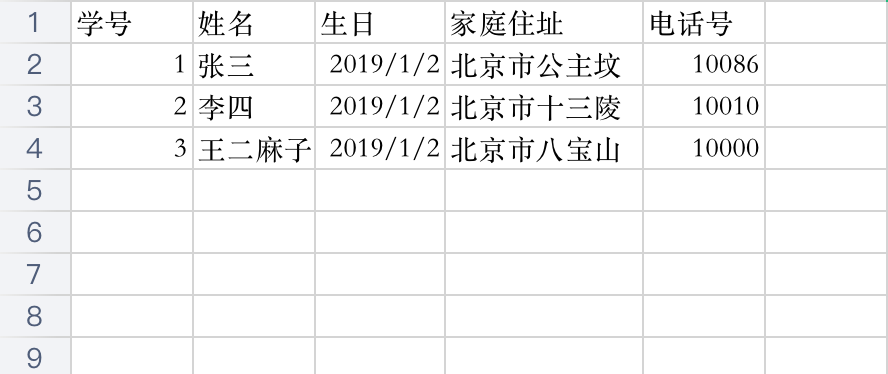 1 学号 姓名 生日 家庭住址 电话号
2 1 张三 2019/1/2 北京市公主坟 10086
3 2 李四 2019/1/2 北京市十三陵 10010
4 3 王二麻子 2019/1/2 北京市八宝山 10000
5
6
7
8
9